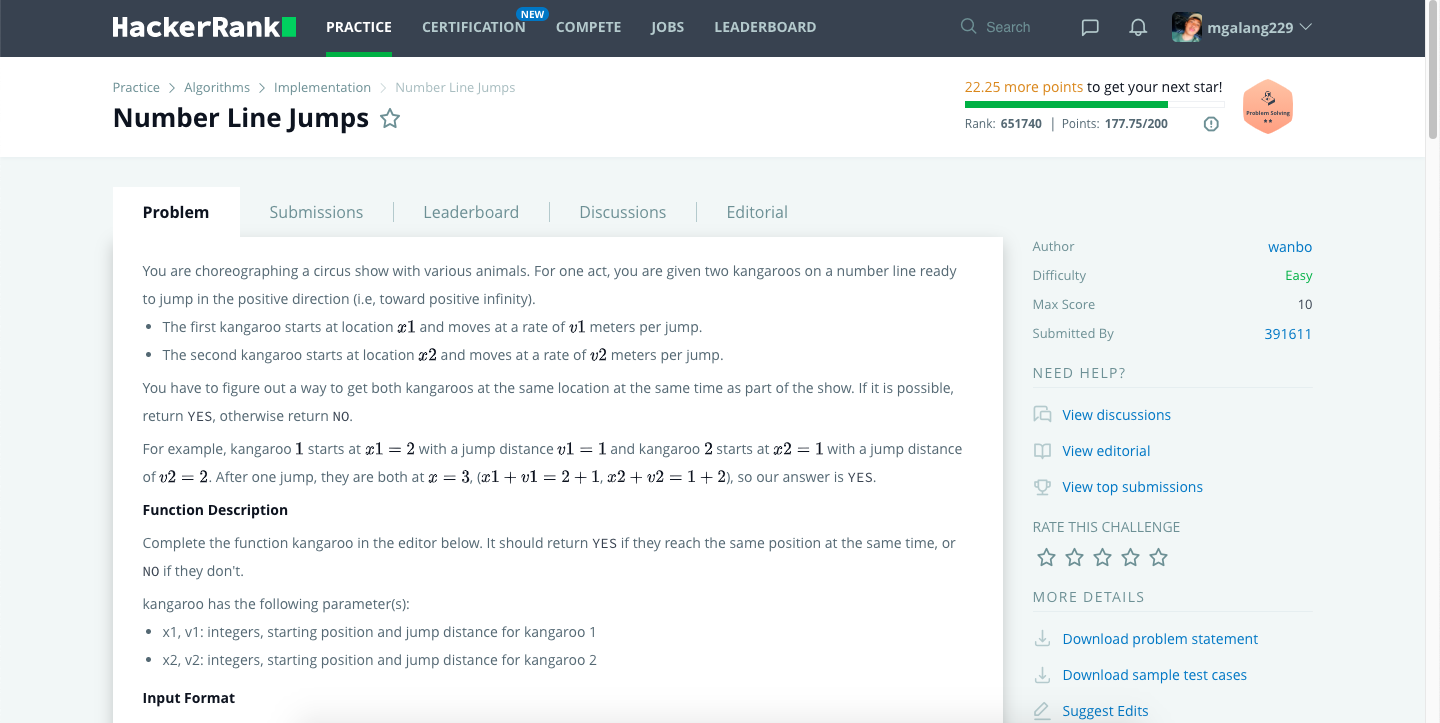 HackerRank PRACTICE CERTIFICATION NEW COMPETE JOBS LEADERBOARD Search mgalang229
Practice > Algorithms > Implementation > Number Line Jumps
Number Line Jumps
22.25 more points to get your next star!
Rank: 651740 | Points: 177.75/200
Problem Solving
Problem Submissions Leaderboard Discussions Editorial
You are choreographing a circus show with various animals. For one act, you are given two kangaroos on a number line ready
to jump in the positive direction (i.e, toward positive infinity).
• The first kangaroo starts at location x1 and moves at a rate of v1 meters per jump.
• The second kangaroo starts at location x2 and moves at a rate of v2 meters per jump.
You have to figure out a way to get both kangaroos at the same location at the same time as part of the show. If it is possible,
return YES, otherwise return NO.
For example, kangaroo 1 starts at x1 = 2 with a jump distance v1 = 1 and kangaroo 2 starts at x2 = 1 with a jump distance
of v2 = 2. After one jump, they are both at x = 3, (x1 + v1 = 2 + 1, x2 + v2 = 1 + 2), so our answer is YES.
Function Description
Complete the function kangaroo in the editor below. It should return YES if they reach the same position at the same time, or
NO if they don't.
kangaroo has the following parameter(s):
• x1, v1: integers, starting position and jump distance for kangaroo 1
• x2, v2: integers, starting position and jump distance for kangaroo 2
Input Format
Author wanbo
Difficulty Easy
Max Score 10
Submitted By 391611
NEED HELP?
View discussions
View editorial
View top submissions
RATE THIS CHALLENGE
MORE DETAILS
Download problem statement
Download sample test cases
Suggest Edits